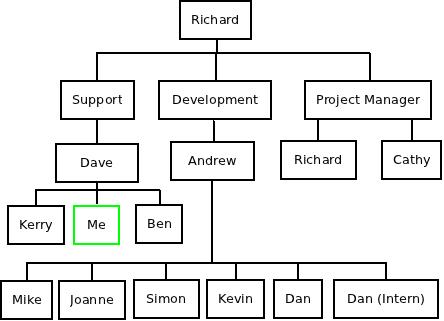 Richard
Support
Development
Project Manager
Dave
Andrew
Richard
Cathy
Kerry
Me
Ben
Mike
Joanne
Simon
Kevin
Dan
Dan (Intern)